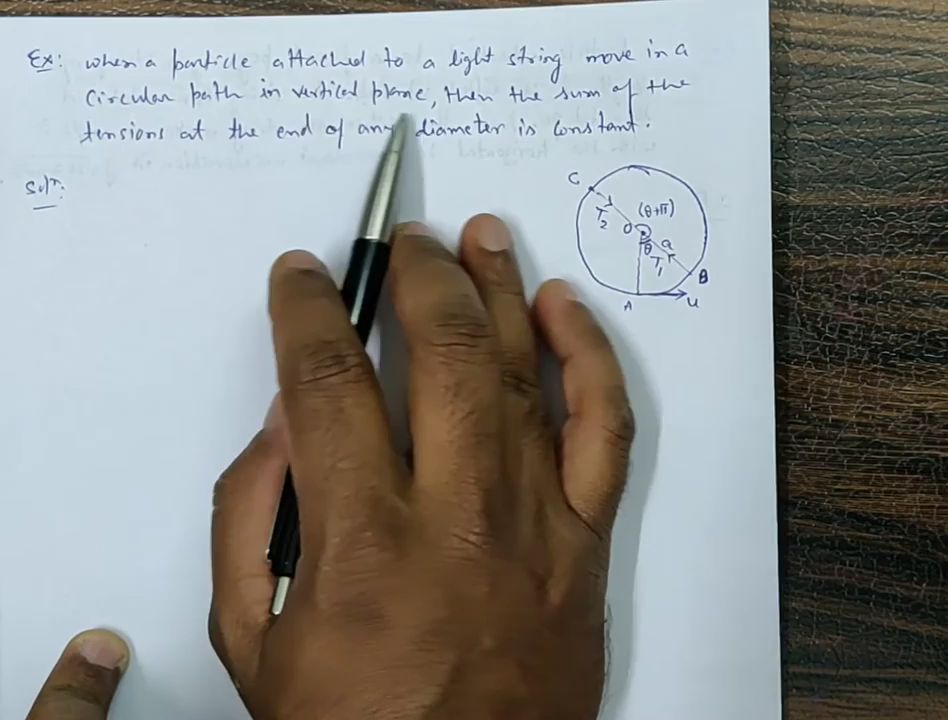 Ex: when a particle attached to a light string move in a
Circular path in vertical plane, then the sum of the
tensions at the end of any diameter is constant.
Solⁿ:
C
T₂
(θ+π)
O
θ
a
T₁
B
A
u